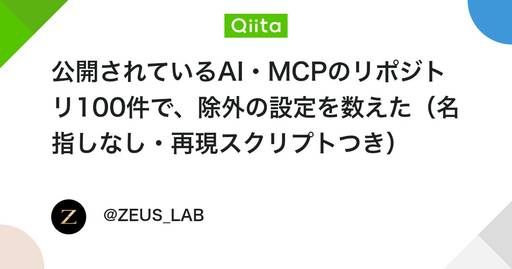 Qiita
公開されているAI・MCPのリポジト
リ100件で、除外の設定を数えた（名
指しなし・再現スクリプトつき）
Z
@ZEUS_LAB